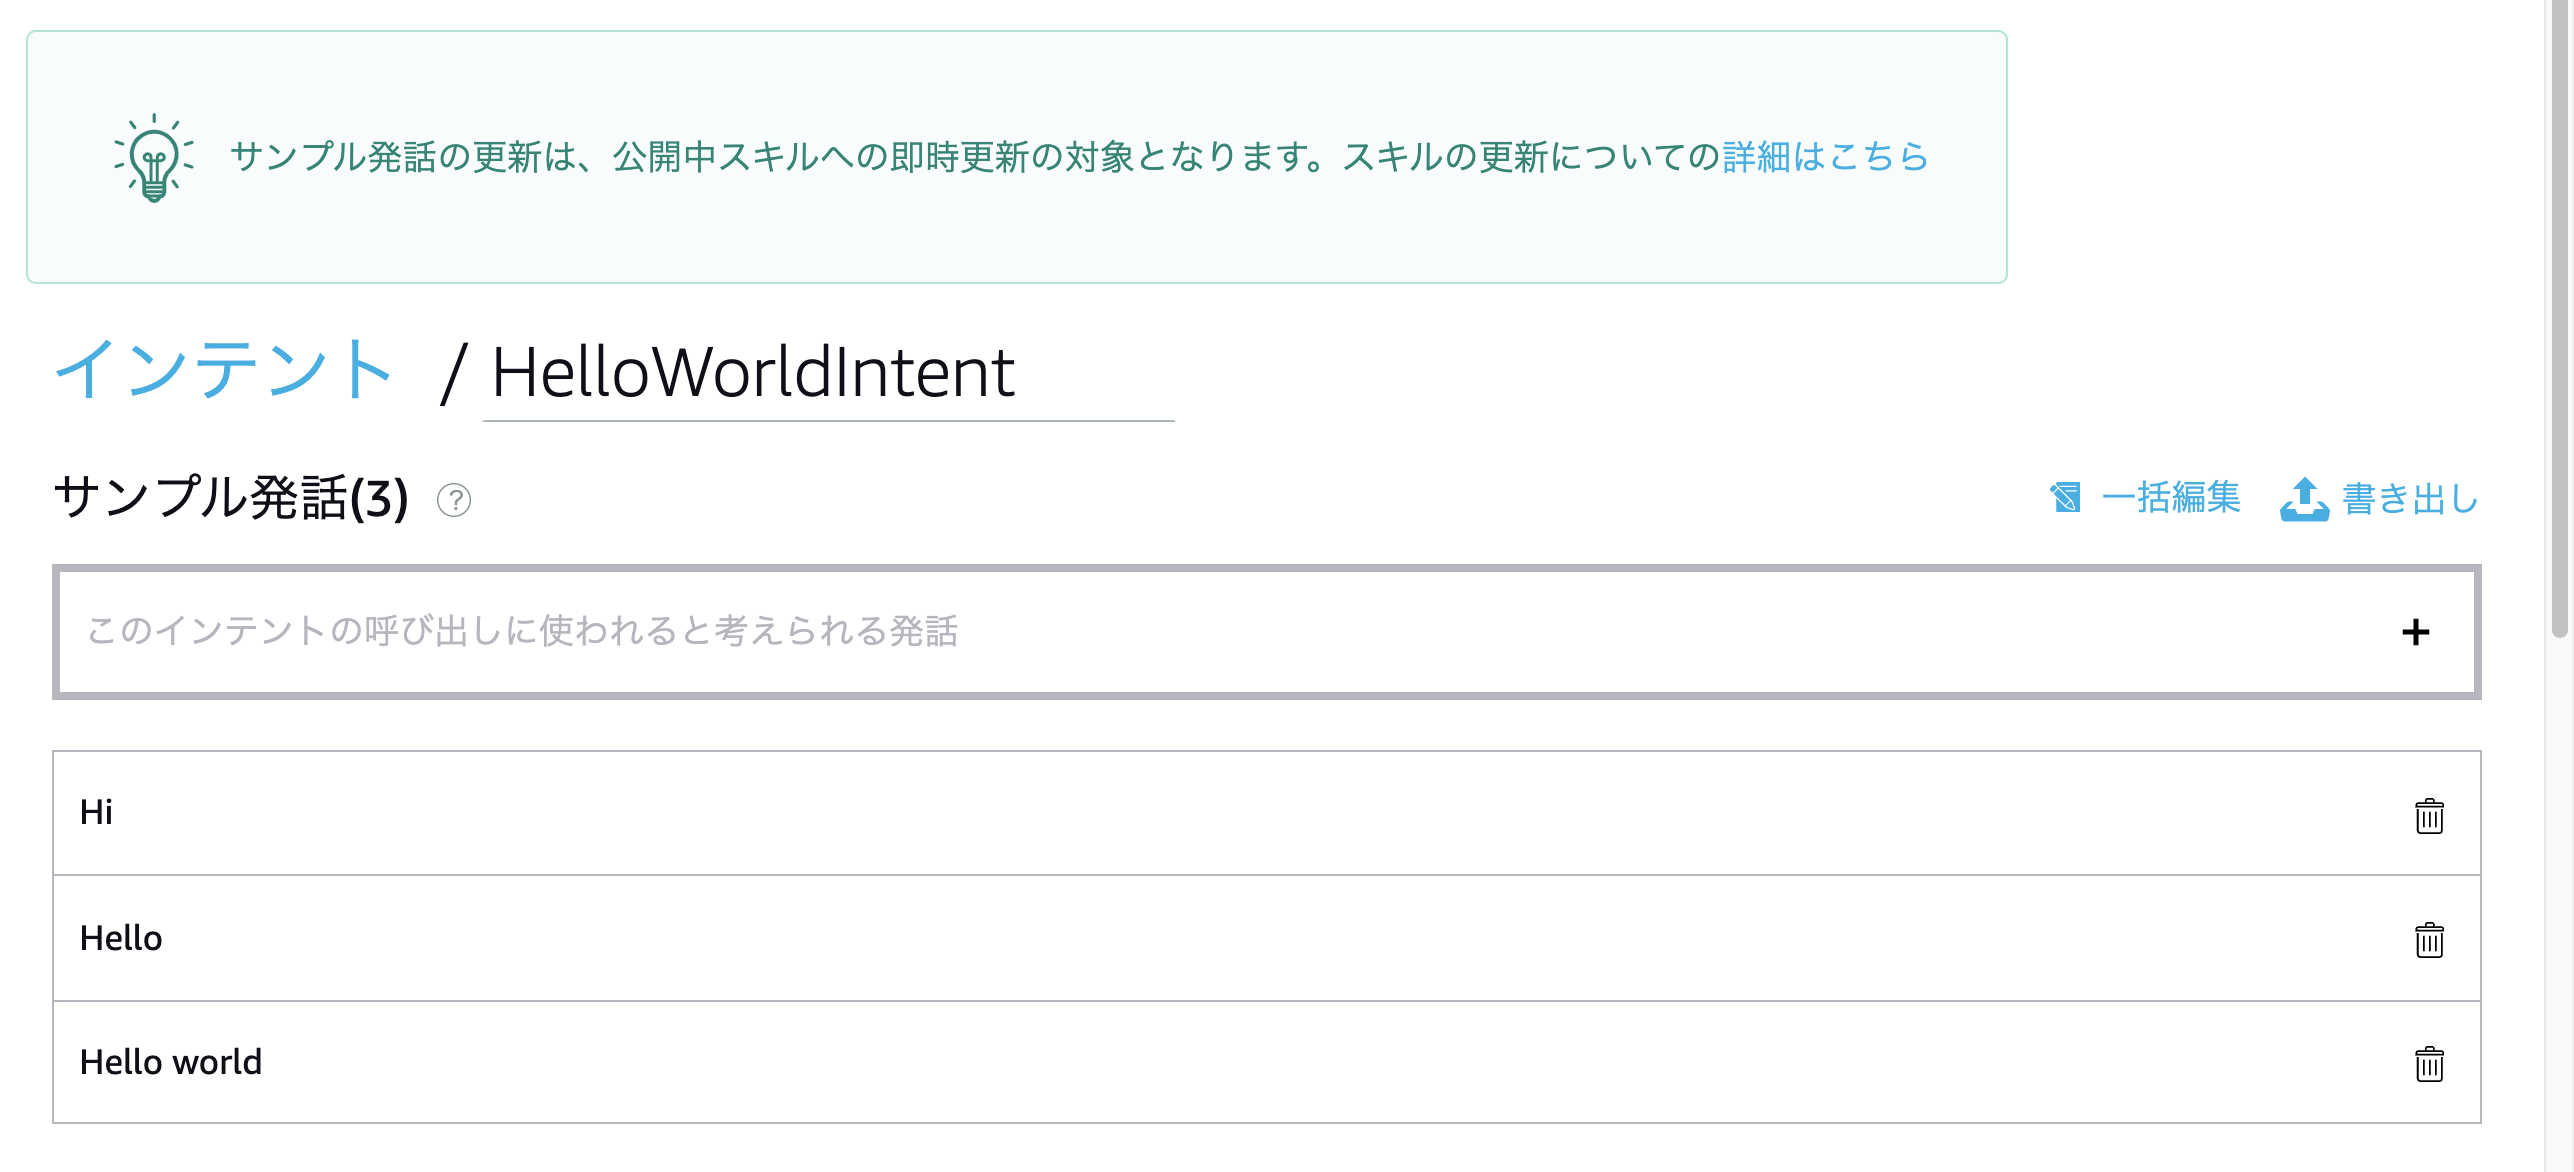 サンプル発話の更新は、公開中スキルへの即時更新の対象となります。スキルの更新についての詳細はこちら
インテント / HelloWorldIntent
サンプル発話(3) ?
一括編集 書き出し
このインテントの呼び出しに使われると考えられる発話 +
Hi
Hello
Hello world